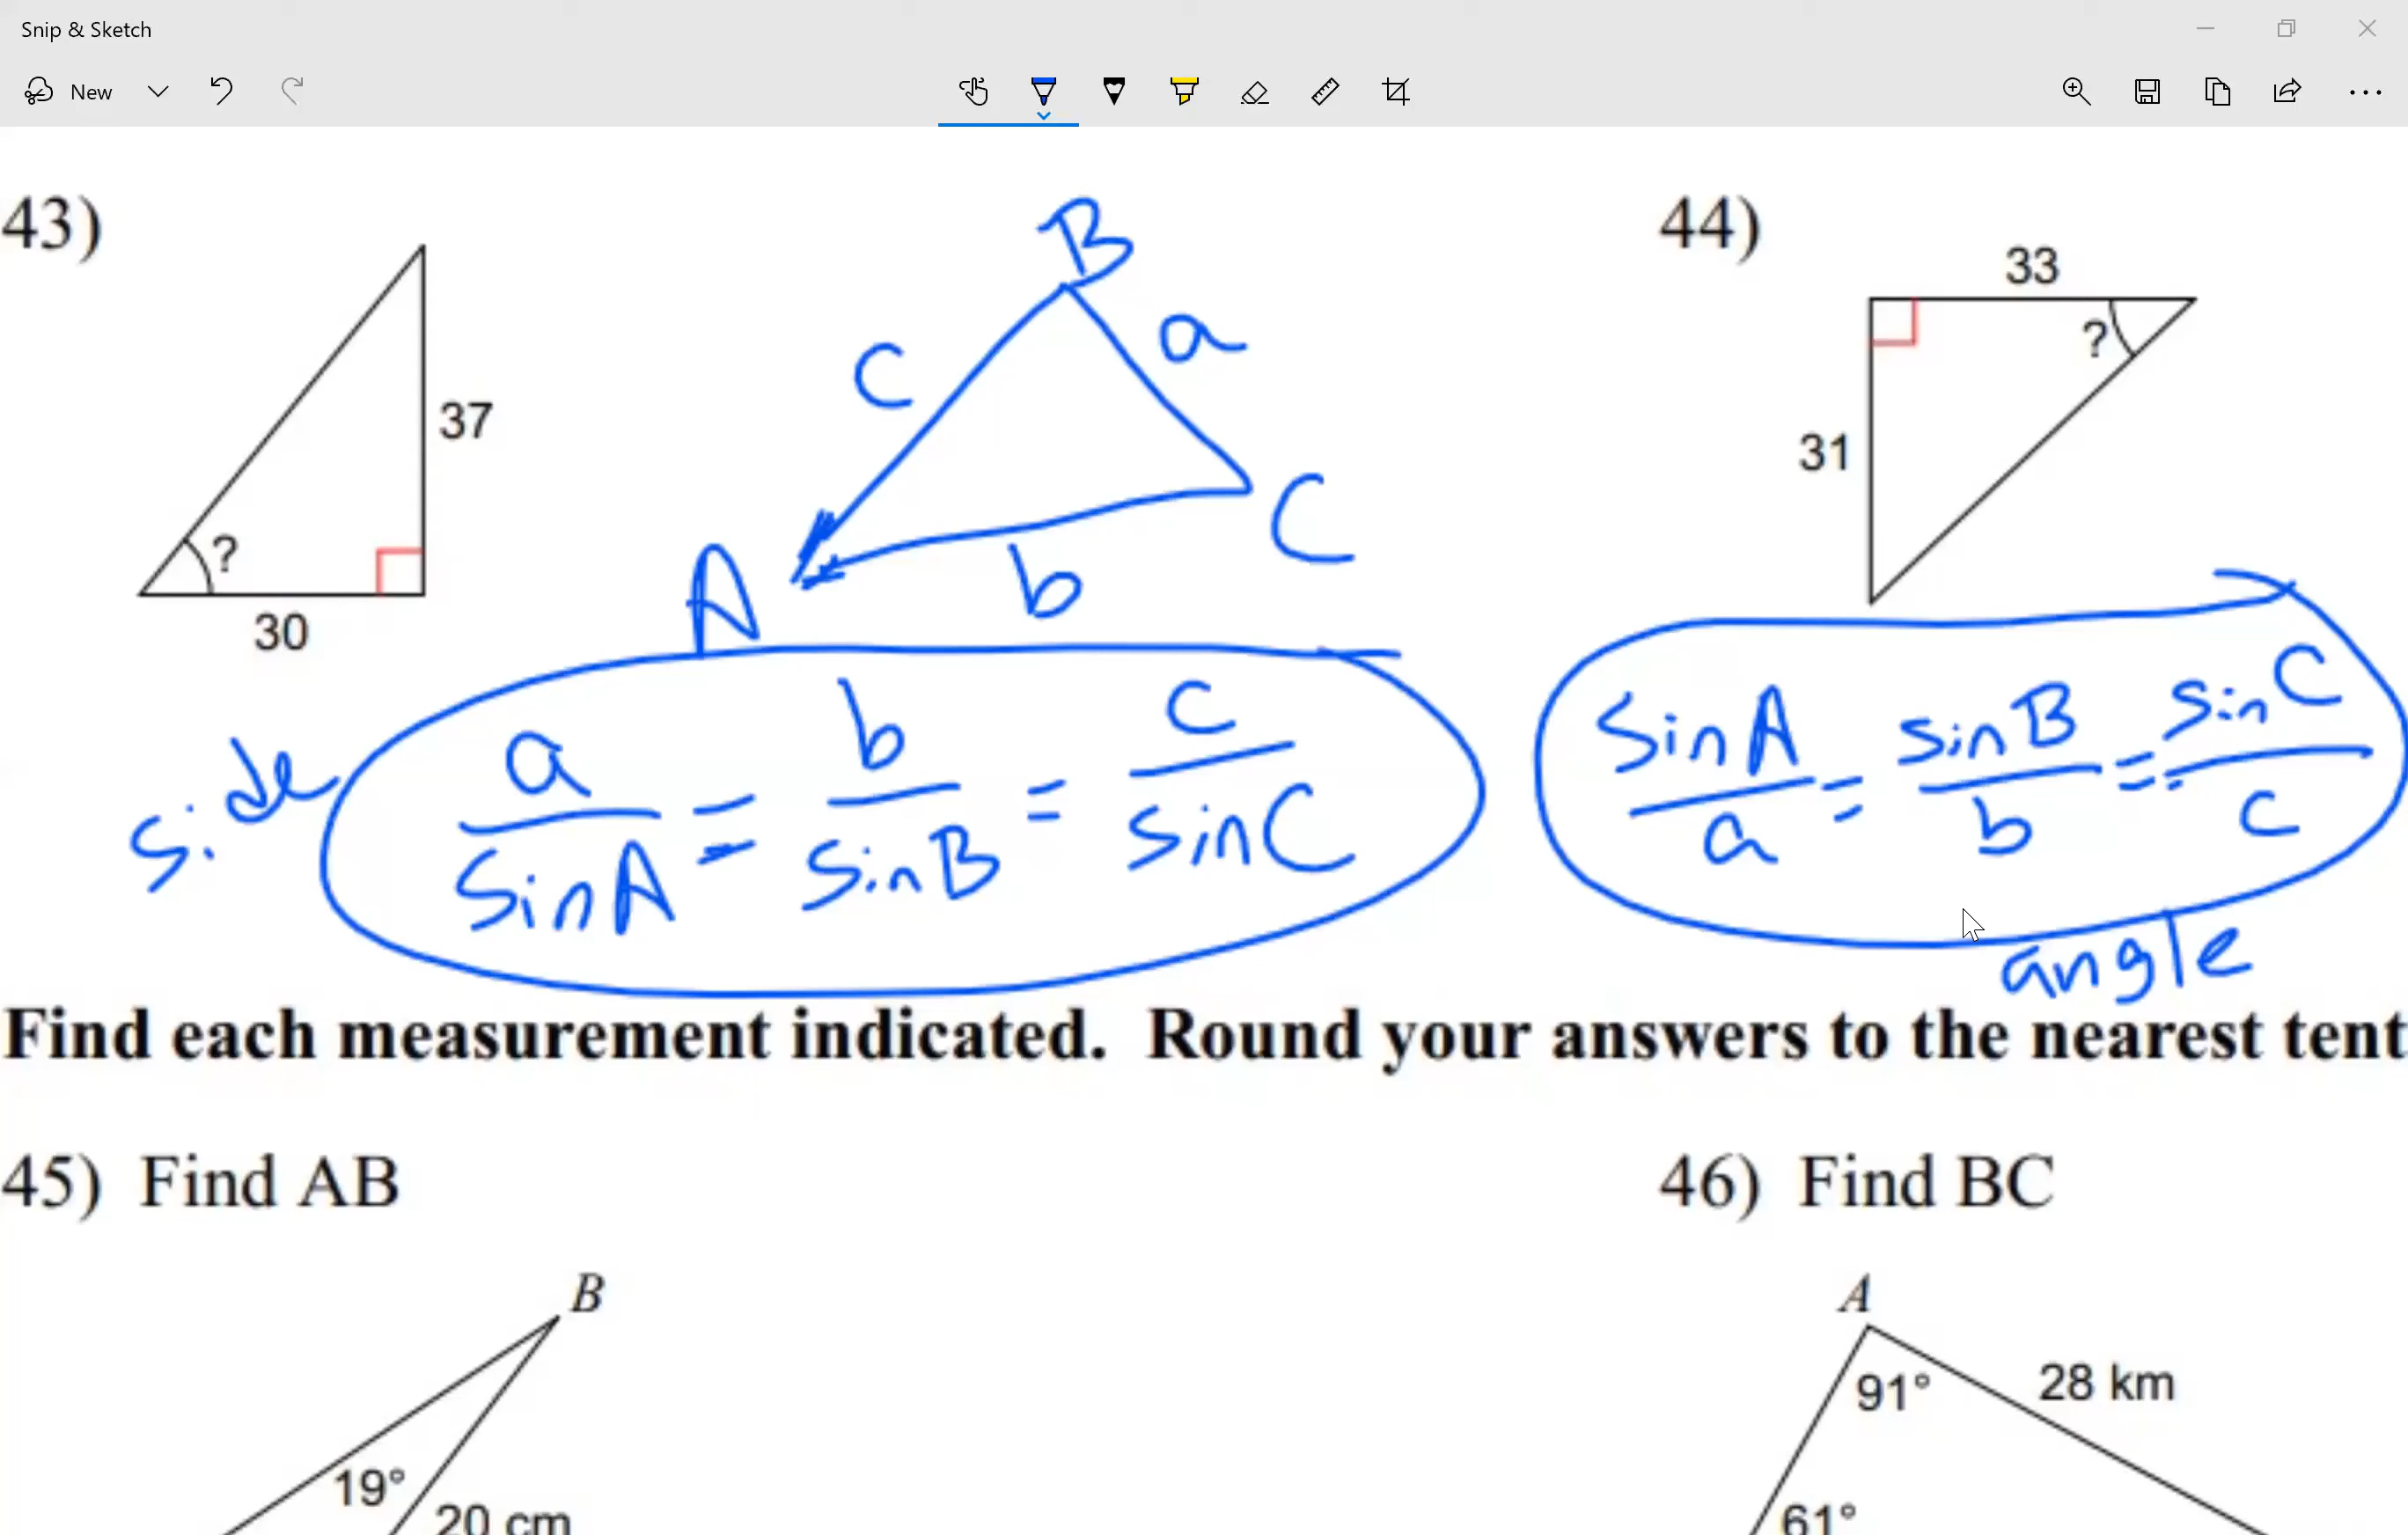 Snip & Sketch
New
43)
44)
B
33
c
a
?
37
31
?
C
A
b
30
side
a/sinA = b/sinB = c/sinC
sinA/a = sinB/b = sinC/c
angle
Find each measurement indicated. Round your answers to the nearest tent
45) Find AB
46) Find BC
B
A
91°
28 km
19°
20 cm
61°